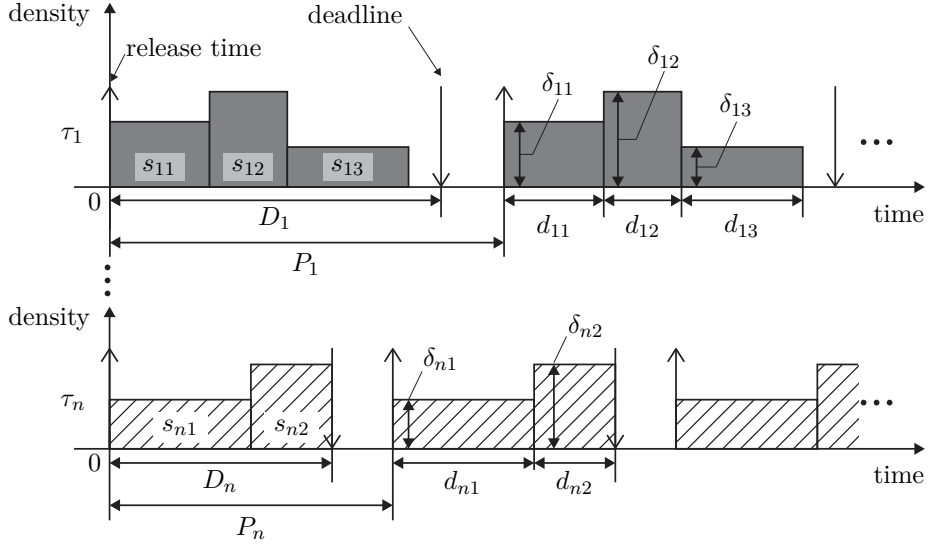 density
deadline
release time
δ11
δ12
δ13
τ1
s11
s12
s13
...
0
D1
d11
d12
d13
time
P1
...
density
δn1
δn2
τn
sn1
sn2
...
0
Dn
dn1
dn2
time
Pn